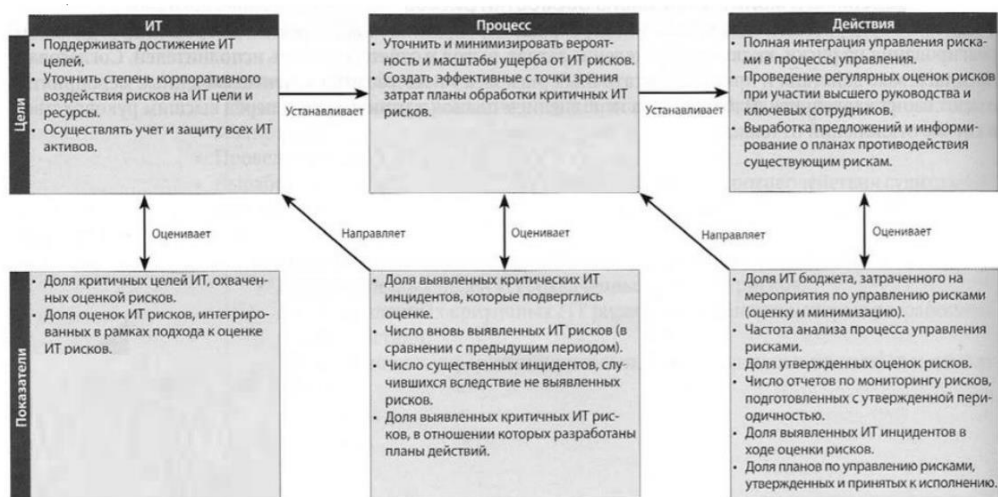 ИТ
Поддерживать достижение ИТ
целей.
Уточнить степень корпоративного
воздействия рисков на ИТ цели и
ресурсы.
Осуществлять учет и защиту всех ИТ
активов.
Цели
Устанавливает
Процесс
Уточнить и минимизировать вероят-
ность и масштабы ущерба от ИТ рисков.
Создать эффективные с точки зрения
затрат планы обработки критичных ИТ
рисков.
Устанавливает
Действия
Полная интеграция управления риска-
ми в процессы управления.
Проведение регулярных оценок рисков
при участии высшего руководства и
ключевых сотрудников.
Выработка предложений и информи-
рование о планах противодействия
существующим рискам.
Оценивает
Направляет
Оценивает
Направляет
Оценивает
Показатели
Доля критичных целей ИТ, охвачен-
ных оценкой рисков.
Доля оценок ИТ рисков, интегриро-
ванных в рамках подхода к оценке
ИТ рисков.
Доля выявленных критических ИТ
инцидентов, которые подверглись
оценке.
Число вновь выявленных ИТ рисков (в
сравнении с предыдущим периодом).
Число существенных инцидентов, слу-
чившихся вследствие не выявленных
рисков.
Доля выявленных критичных ИТ рис-
ков, в отношении которых разработаны
планы действий.
Доля ИТ бюджета, затраченного на
мероприятия по управлению рисками
(оценку и минимизацию).
Частота анализа процесса управления
рисками.
Доля утвержденных оценок рисков.
Число отчетов по мониторингу рисков,
подготовленных с утвержденной пери-
одичностью.
Доля выявленных ИТ инцидентов в
ходе оценки рисков.
Доля планов по управлению рисками,
утвержденных и принятых к исполнению.